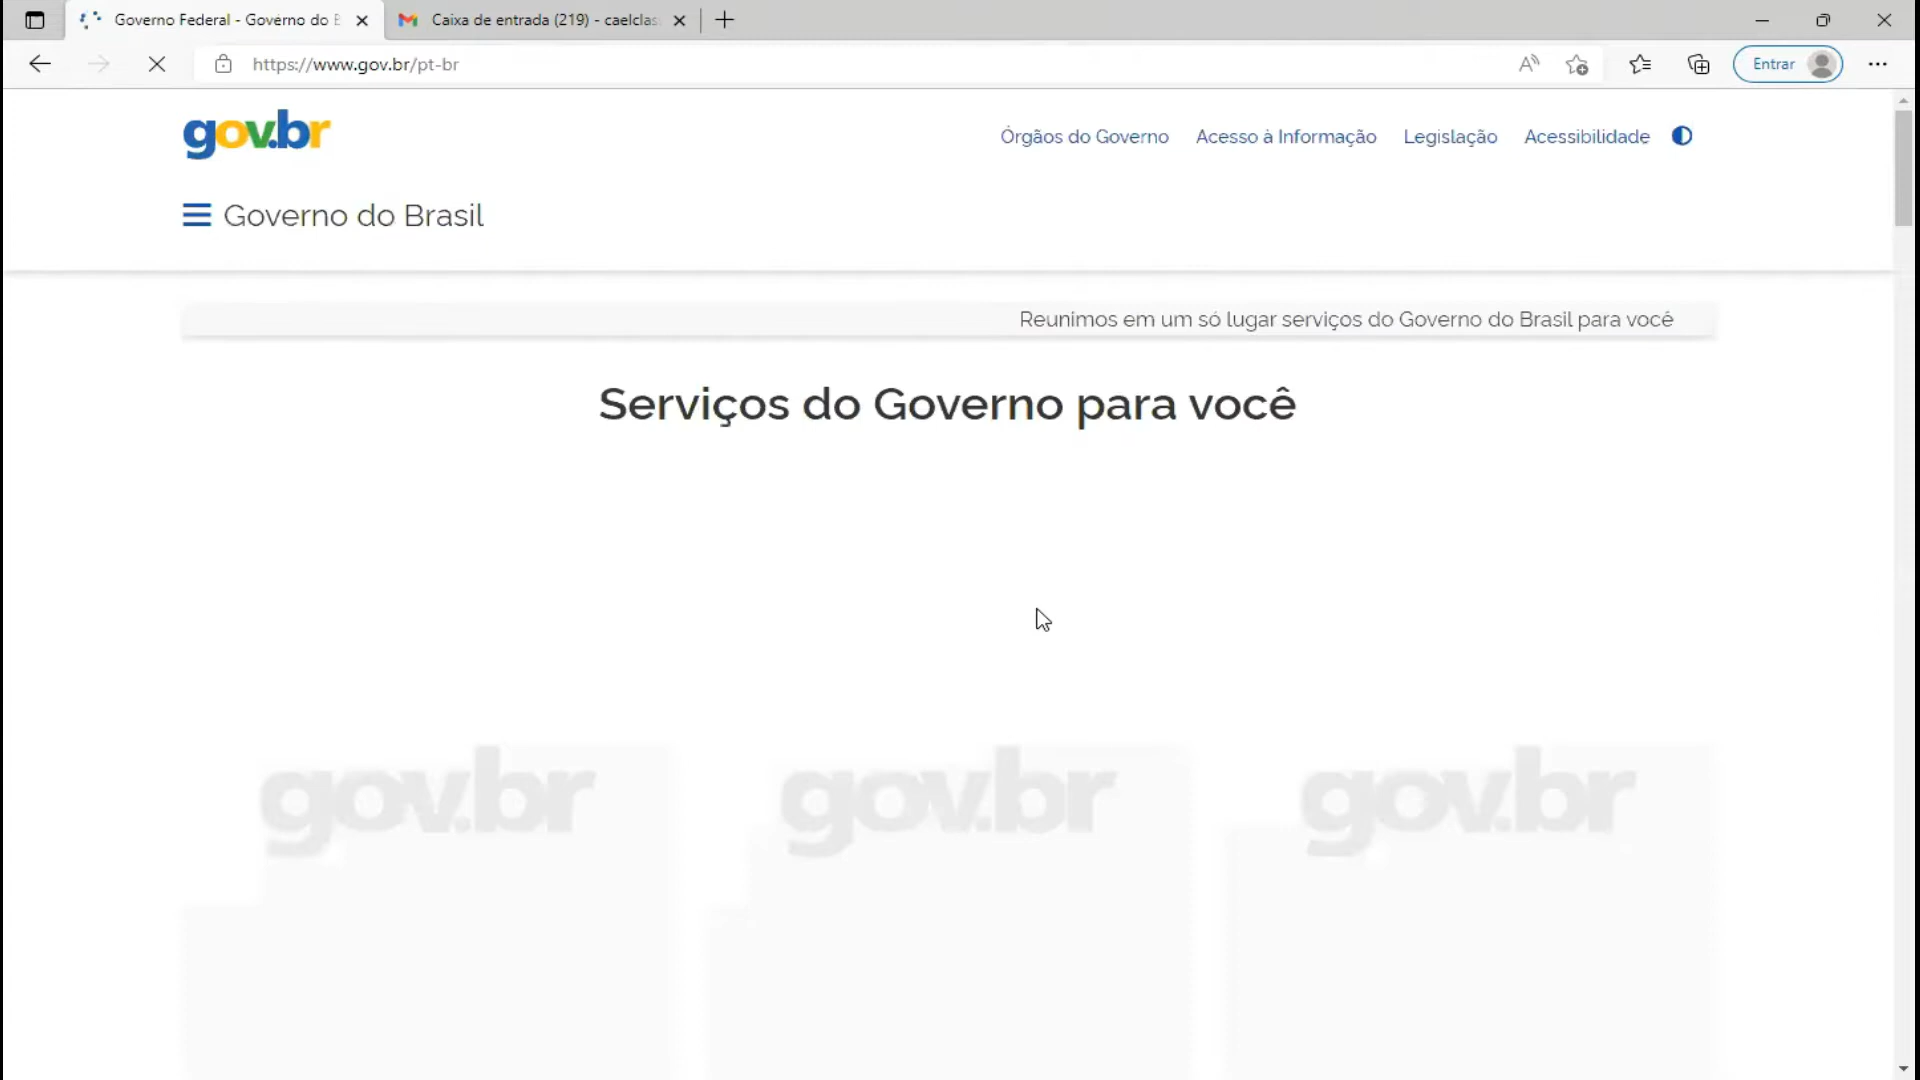 Governo Federal - Governo do B
Caixa de entrada (219) - caelclas
https://www.gov.br/pt-br
Entrar
gov.br
Órgãos do Governo
Acesso à Informação
Legislação
Acessibilidade
Governo do Brasil
Reunimos em um só lugar serviços do Governo do Brasil para você
Serviços do Governo para você
gov.br
gov.br
gov.br